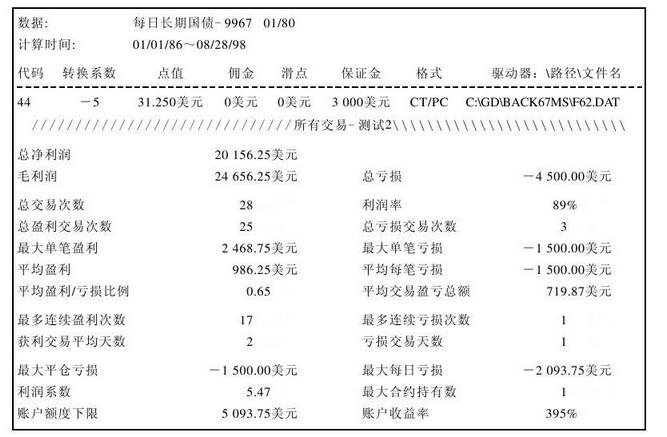 数据: 每日长期国债-9967 01/80
计算时间: 01/01/86～08/28/98
代码 转换系数 点值 佣金 滑点 保证金 格式 驱动器：\路径\文件名
44 -5 31.250美元 0美元 0美元 3 000美元 CT/PC C:\GD\BACK67MS\F62.DAT
//////////////////////////////所有交易-测试2\\\\\\\\\\\\\\\\\\\\\\\\\\\
总净利润 20 156.25美元
毛利润 24 656.25美元 总亏损 -4 500.00美元
总交易次数 28 利润率 89%
总盈利交易次数 25 总亏损交易次数 3
最大单笔盈利 2 468.75美元 最大单笔亏损 -1 500.00美元
平均盈利 986.25美元 平均每笔亏损 -1 500.00美元
平均盈利/亏损比例 0.65 平均交易盈亏总额 719.87美元
最多连续盈利次数 17 最多连续亏损次数 1
获利交易平均天数 2 亏损交易天数 1
最大平仓亏损 -1 500.00美元 最大每日亏损 -2 093.75美元
利润系数 5.47 最大合约持有数 1
账户额度下限 5 093.75美元 账户收益率 395%